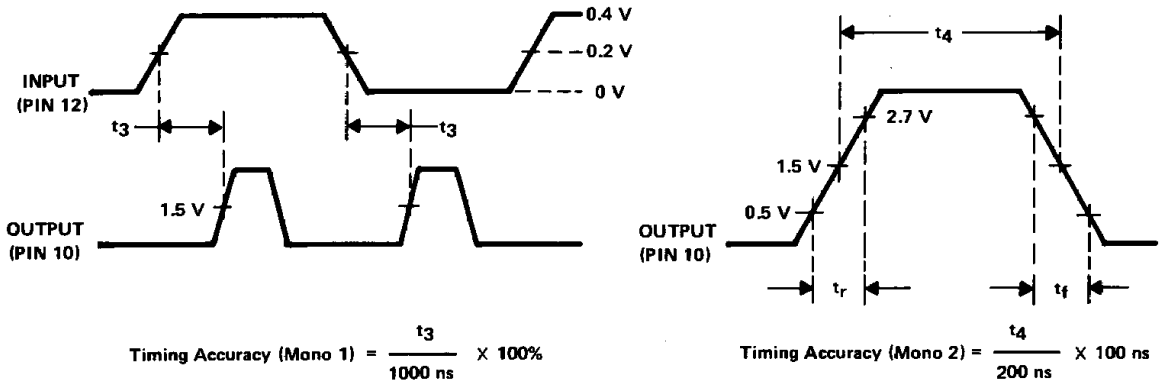 0.4 V
0.2 V
0 V
INPUT
(PIN 12)
t3
t3
1.5 V
OUTPUT
(PIN 10)
Timing Accuracy (Mono 1) = t3 / 1000 ns X 100%
t4
2.7 V
1.5 V
0.5 V
OUTPUT
(PIN 10)
tr
tf
Timing Accuracy (Mono 2) = t4 / 200 ns X 100 ns